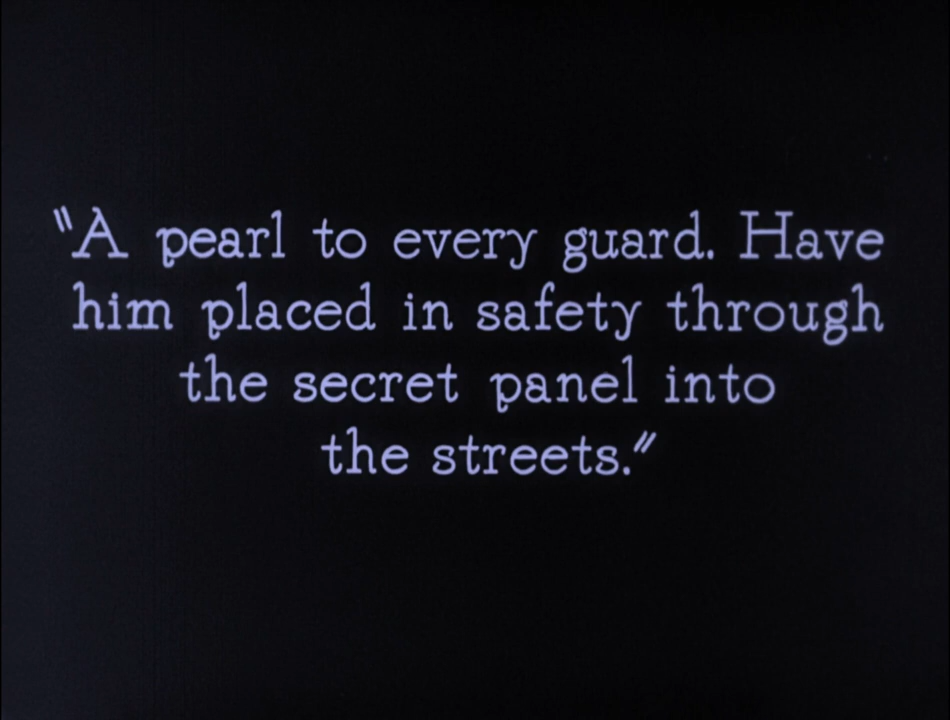 "A pearl to every guard. Have
him placed in safety through
the secret panel into
the streets."